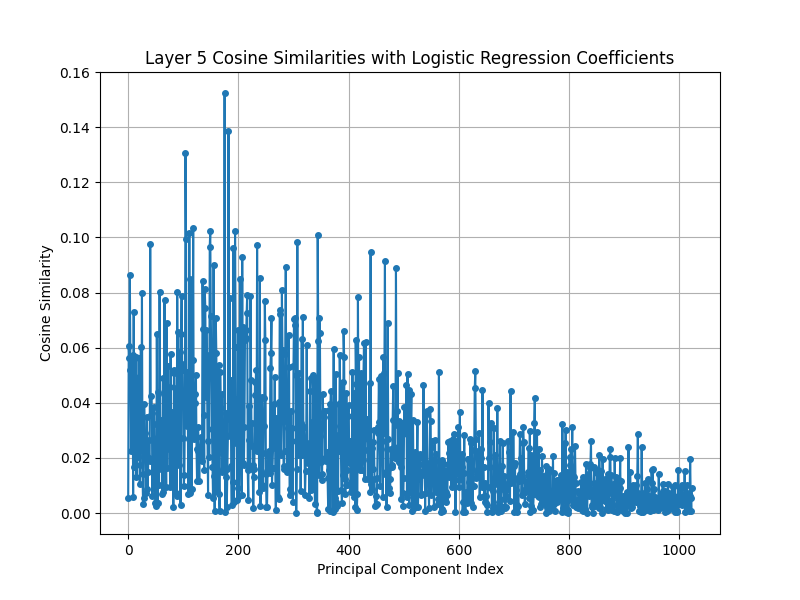 Layer 5 Cosine Similarities with Logistic Regression Coefficients
0.16
0.14
0.12
0.10
0.08
0.06
0.04
0.02
0.00
Cosine Similarity
0 200 400 600 800 1000
Principal Component Index